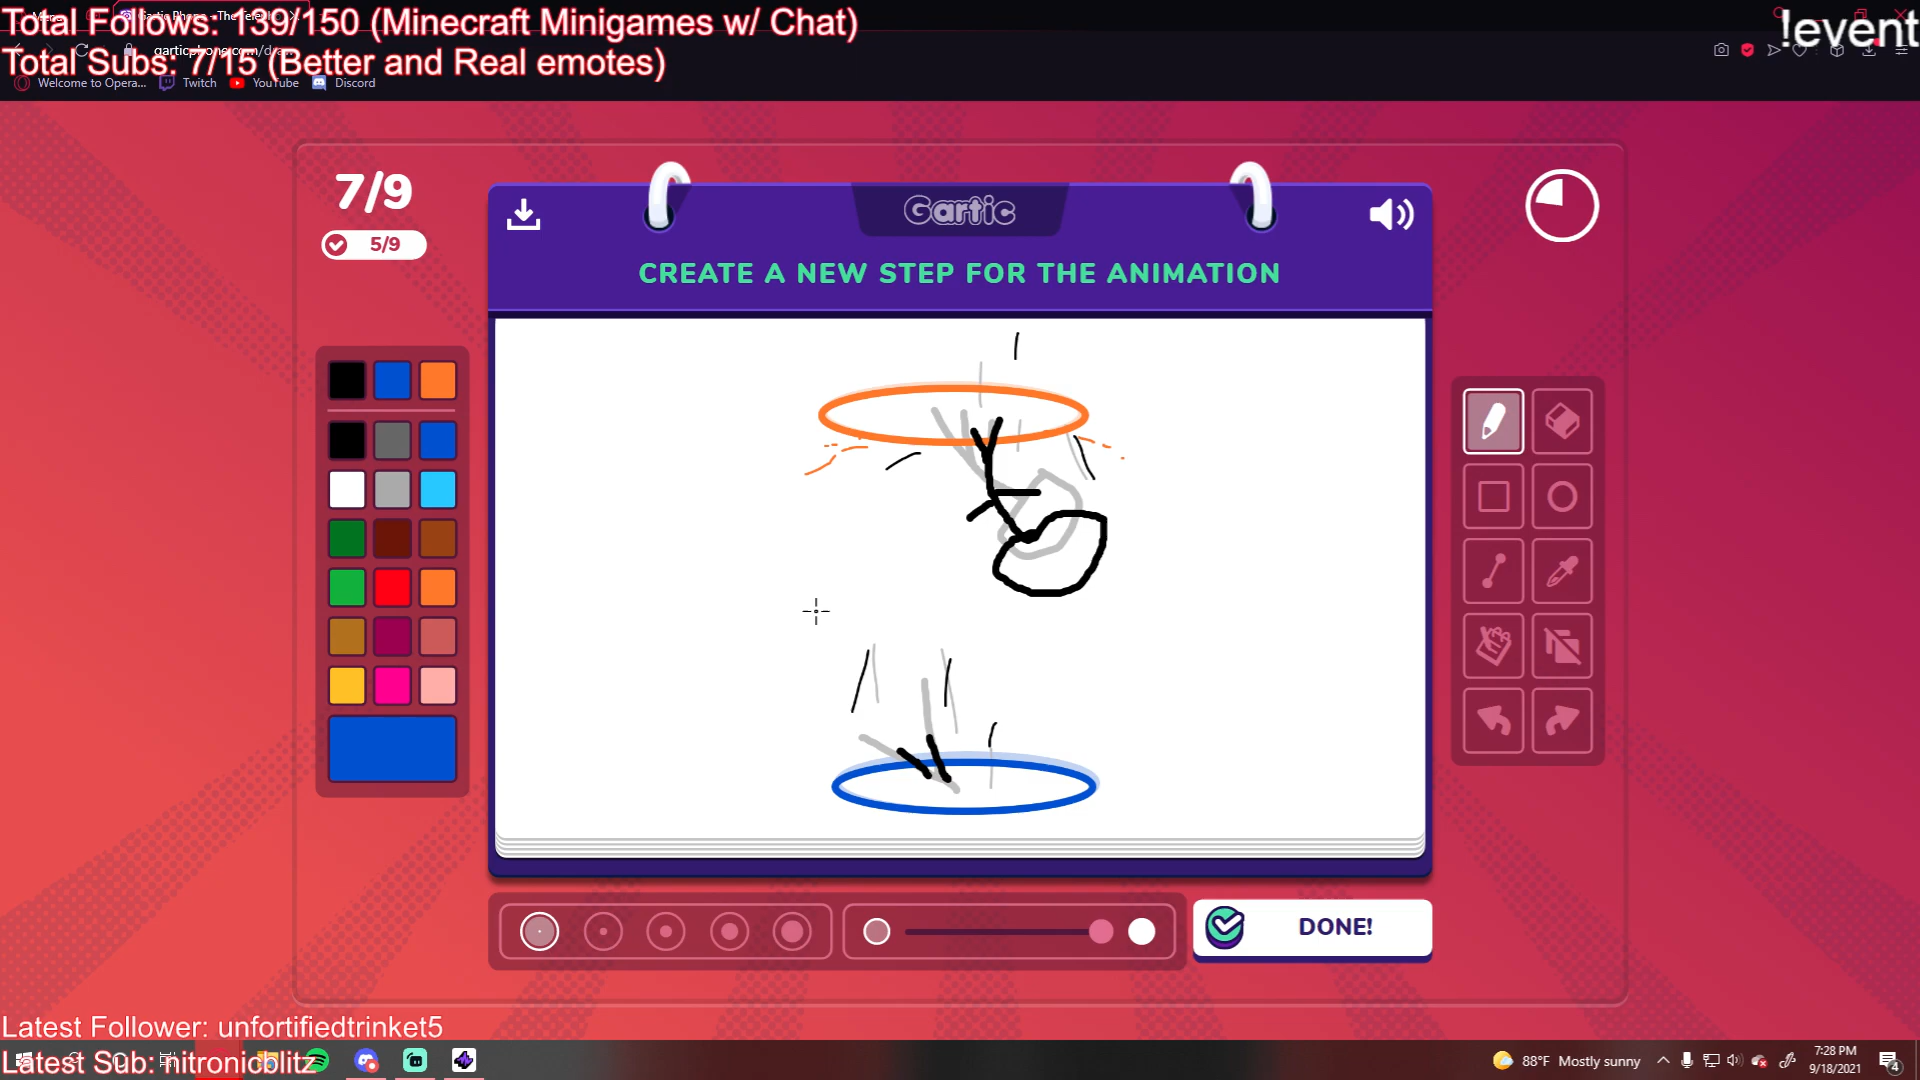 Total Follows: 139/150 (Minecraft Minigames w/ Chat)
!event
Total Subs: 7/15 (Better and Real emotes)
Welcome to Opera...
Twitch
YouTube
Discord
7/9
5/9
Gartic
CREATE A NEW STEP FOR THE ANIMATION
DONE!
Latest Follower: unfortifiedtrinket5
Latest Sub: nitronicblitz
88°F Mostly sunny
7:28 PM
9/18/2021
4